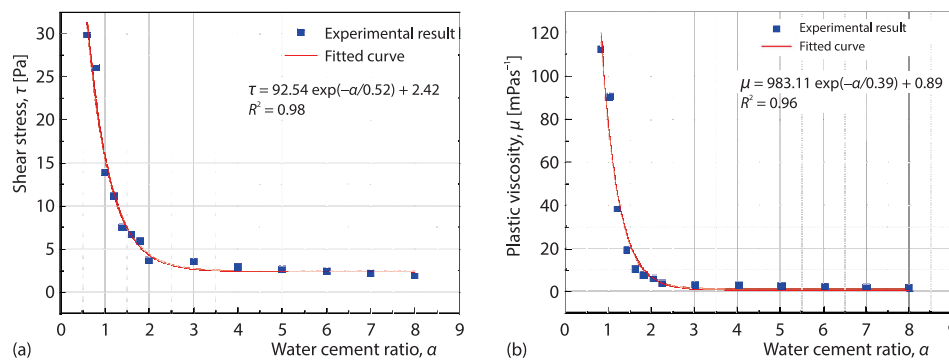 30
25
20
15
10
5
0
Shear stress, τ [Pa]
Experimental result
Fitted curve
τ = 92.54 exp(−α/0.52) + 2.42
R² = 0.98
0 1 2 3 4 5 6 7 8 9
(a) Water cement ratio, α
120
100
80
60
40
20
0
Plastic viscosity, μ [mPas⁻¹]
Experimental result
Fitted curve
μ = 983.11 exp(−α/0.39) + 0.89
R² = 0.96
0 1 2 3 4 5 6 7 8 9
(b) Water cement ratio, α